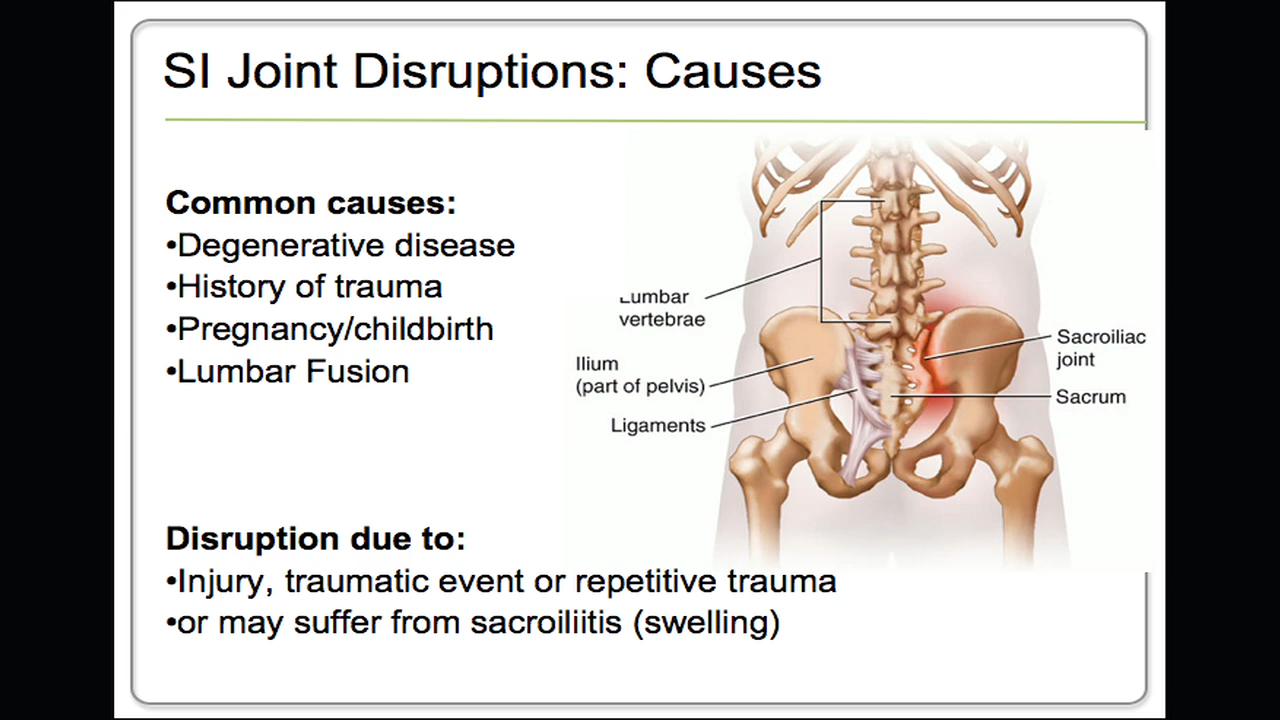 SI Joint Disruptions: Causes
Common causes:
•Degenerative disease
•History of trauma
•Pregnancy/childbirth
•Lumbar Fusion
Lumbar
vertebrae
Ilium
(part of pelvis)
Ligaments
Sacroiliac
joint
Sacrum
Disruption due to:
•Injury, traumatic event or repetitive trauma
•or may suffer from sacroiliitis (swelling)